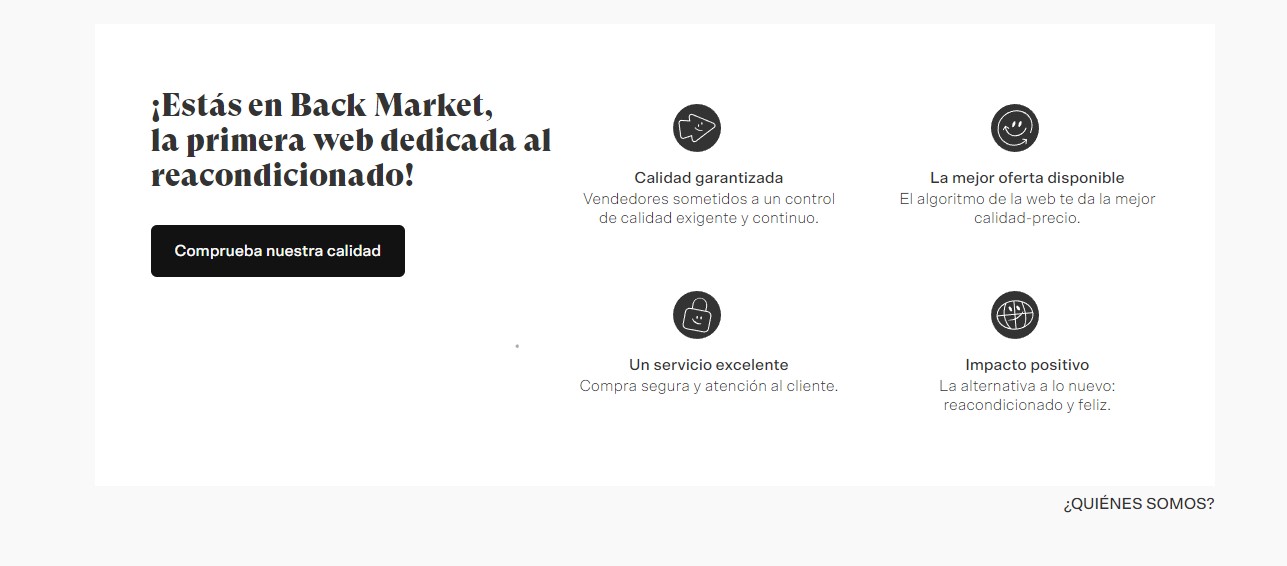 ¡Estás en Back Market,
la primera web dedicada al
reacondicionado!
Comprueba nuestra calidad
Calidad garantizada
Vendedores sometidos a un control
de calidad exigente y continuo.
La mejor oferta disponible
El algoritmo de la web te da la mejor
calidad-precio.
Un servicio excelente
Compra segura y atención al cliente.
Impacto positivo
La alternativa a lo nuevo:
reacondicionado y feliz.
¿QUIÉNES SOMOS?